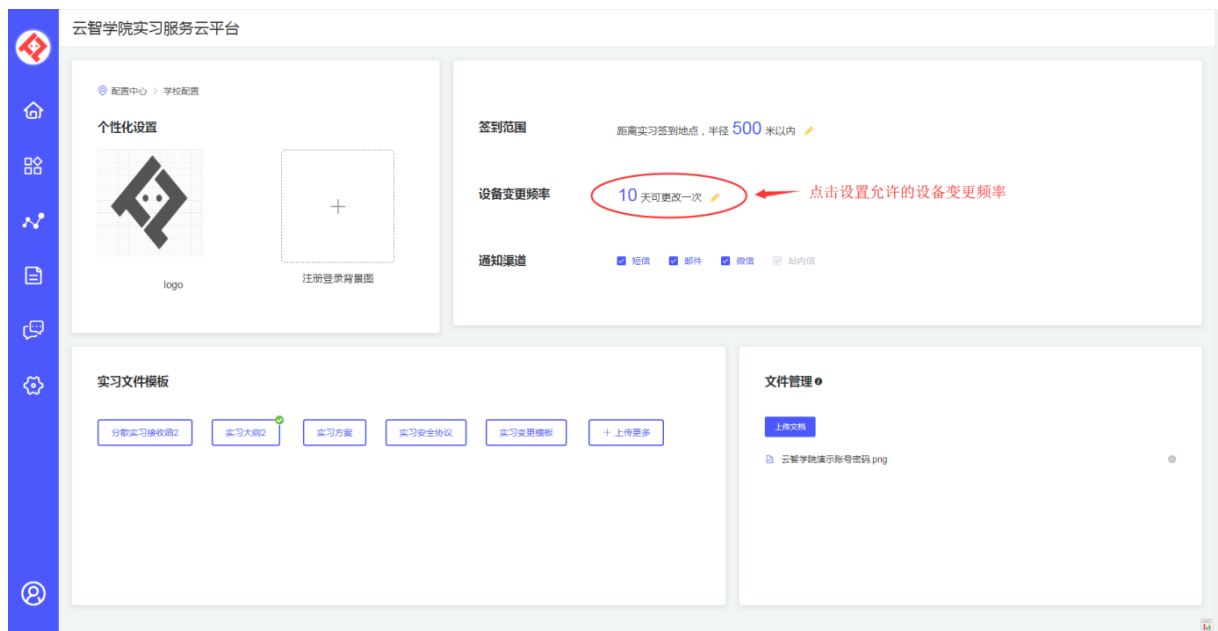 云智学院实习服务云平台
配置中心 > 学校配置
个性化设置
logo
注册登录背景图
签到范围
距离实习签到地点，半径 500 米以内
设备变更频率
10 天可更改一次
点击设置允许的设备变更频率
通知渠道
短信 邮件 微信 站内信
实习文件模板
分散实习接收函2 实习大纲2 实习方案 实习安全协议 实习变更模板 + 上传更多
文件管理
上传文档
云智学院演示账号密码.png